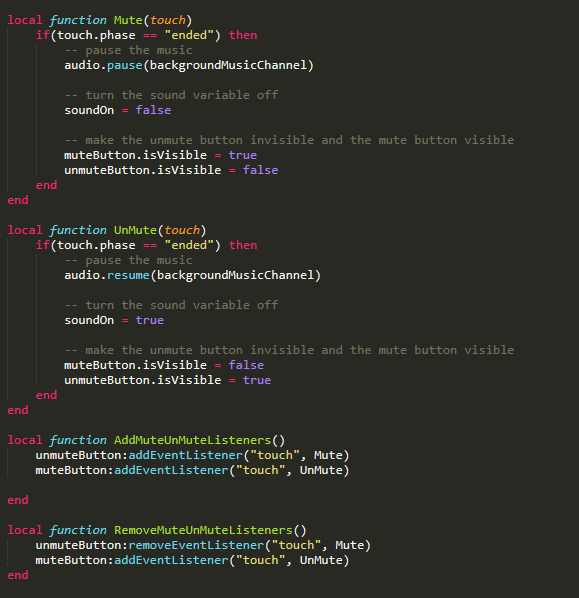 local function Mute(touch)
    if(touch.phase == "ended") then
        -- pause the music
        audio.pause(backgroundMusicChannel)

        -- turn the sound variable off
        soundOn = false

        -- make the unmute button invisible and the mute button visible
        muteButton.isVisible = true
        unmuteButton.isVisible = false
    end
end

local function UnMute(touch)
    if(touch.phase == "ended") then
        -- pause the music
        audio.resume(backgroundMusicChannel)

        -- turn the sound variable off
        soundOn = true

        -- make the unmute button invisible and the mute button visible
        muteButton.isVisible = false
        unmuteButton.isVisible = true
    end
end

local function AddMuteUnMuteListeners()
    unmuteButton:addEventListener("touch", Mute)
    muteButton:addEventListener("touch", UnMute)

end

local function RemoveMuteUnMuteListeners()
    unmuteButton:removeEventListener("touch", Mute)
    muteButton:addEventListener("touch", UnMute)
end